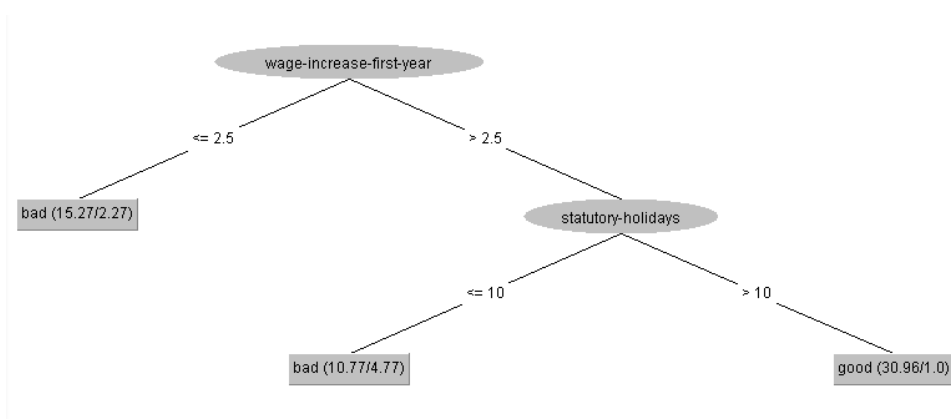 wage-increase-first-year
<= 2.5
> 2.5
bad (15.27/2.27)
statutory-holidays
<= 10
> 10
bad (10.77/4.77)
good (30.96/1.0)